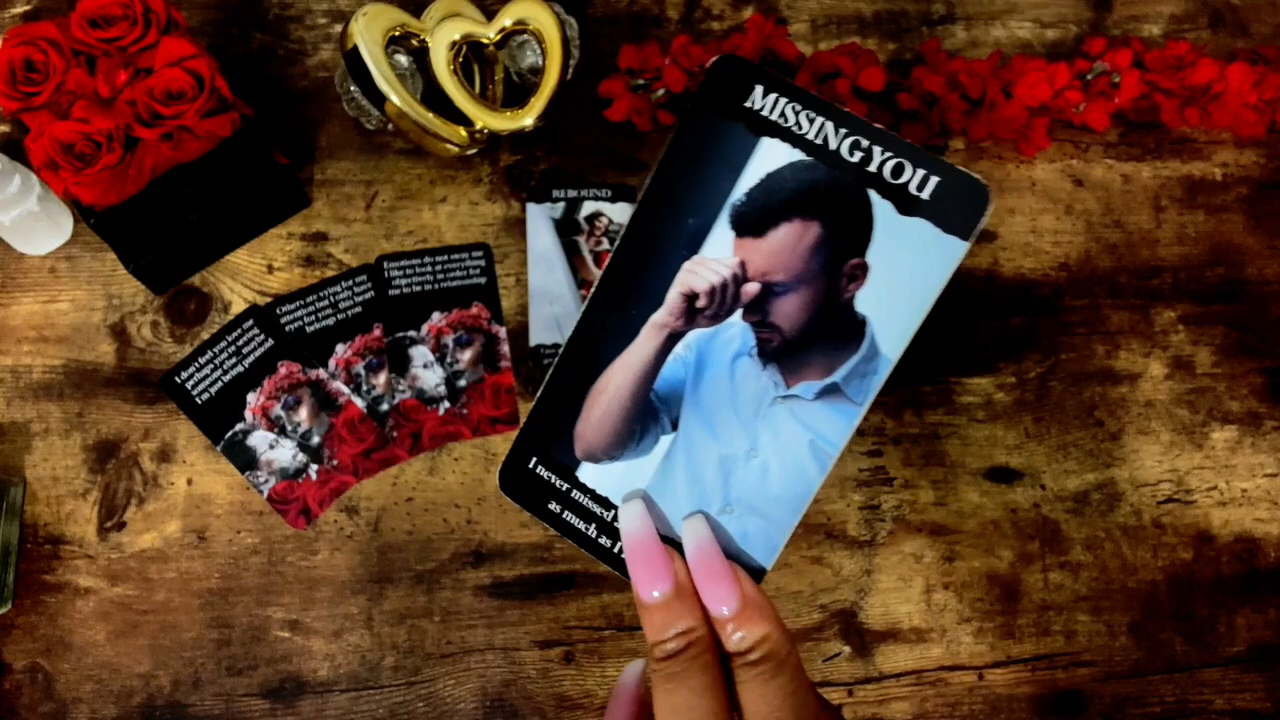 MISSING YOU
I never missed
as much as I
REBOUND
I don't feel you love me
perhaps you're seeing
someone else.. maybe
I'm just being paranoid
Others are vying for my
attention but I only have
eyes for you.. this heart
belongs to you
Emotions do not sway me
I like to look at everything
objectively in order for
me to be in a relationship